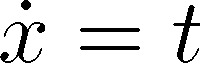 ẋ = t